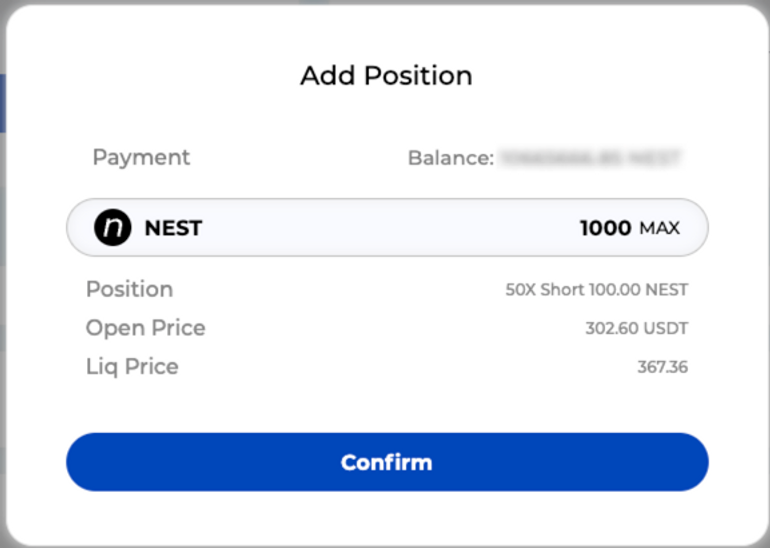 Add Position
Payment Balance:
n NEST 1000 MAX
Position 50X Short 100.00 NEST
Open Price 302.60 USDT
Liq Price 367.36
Confirm